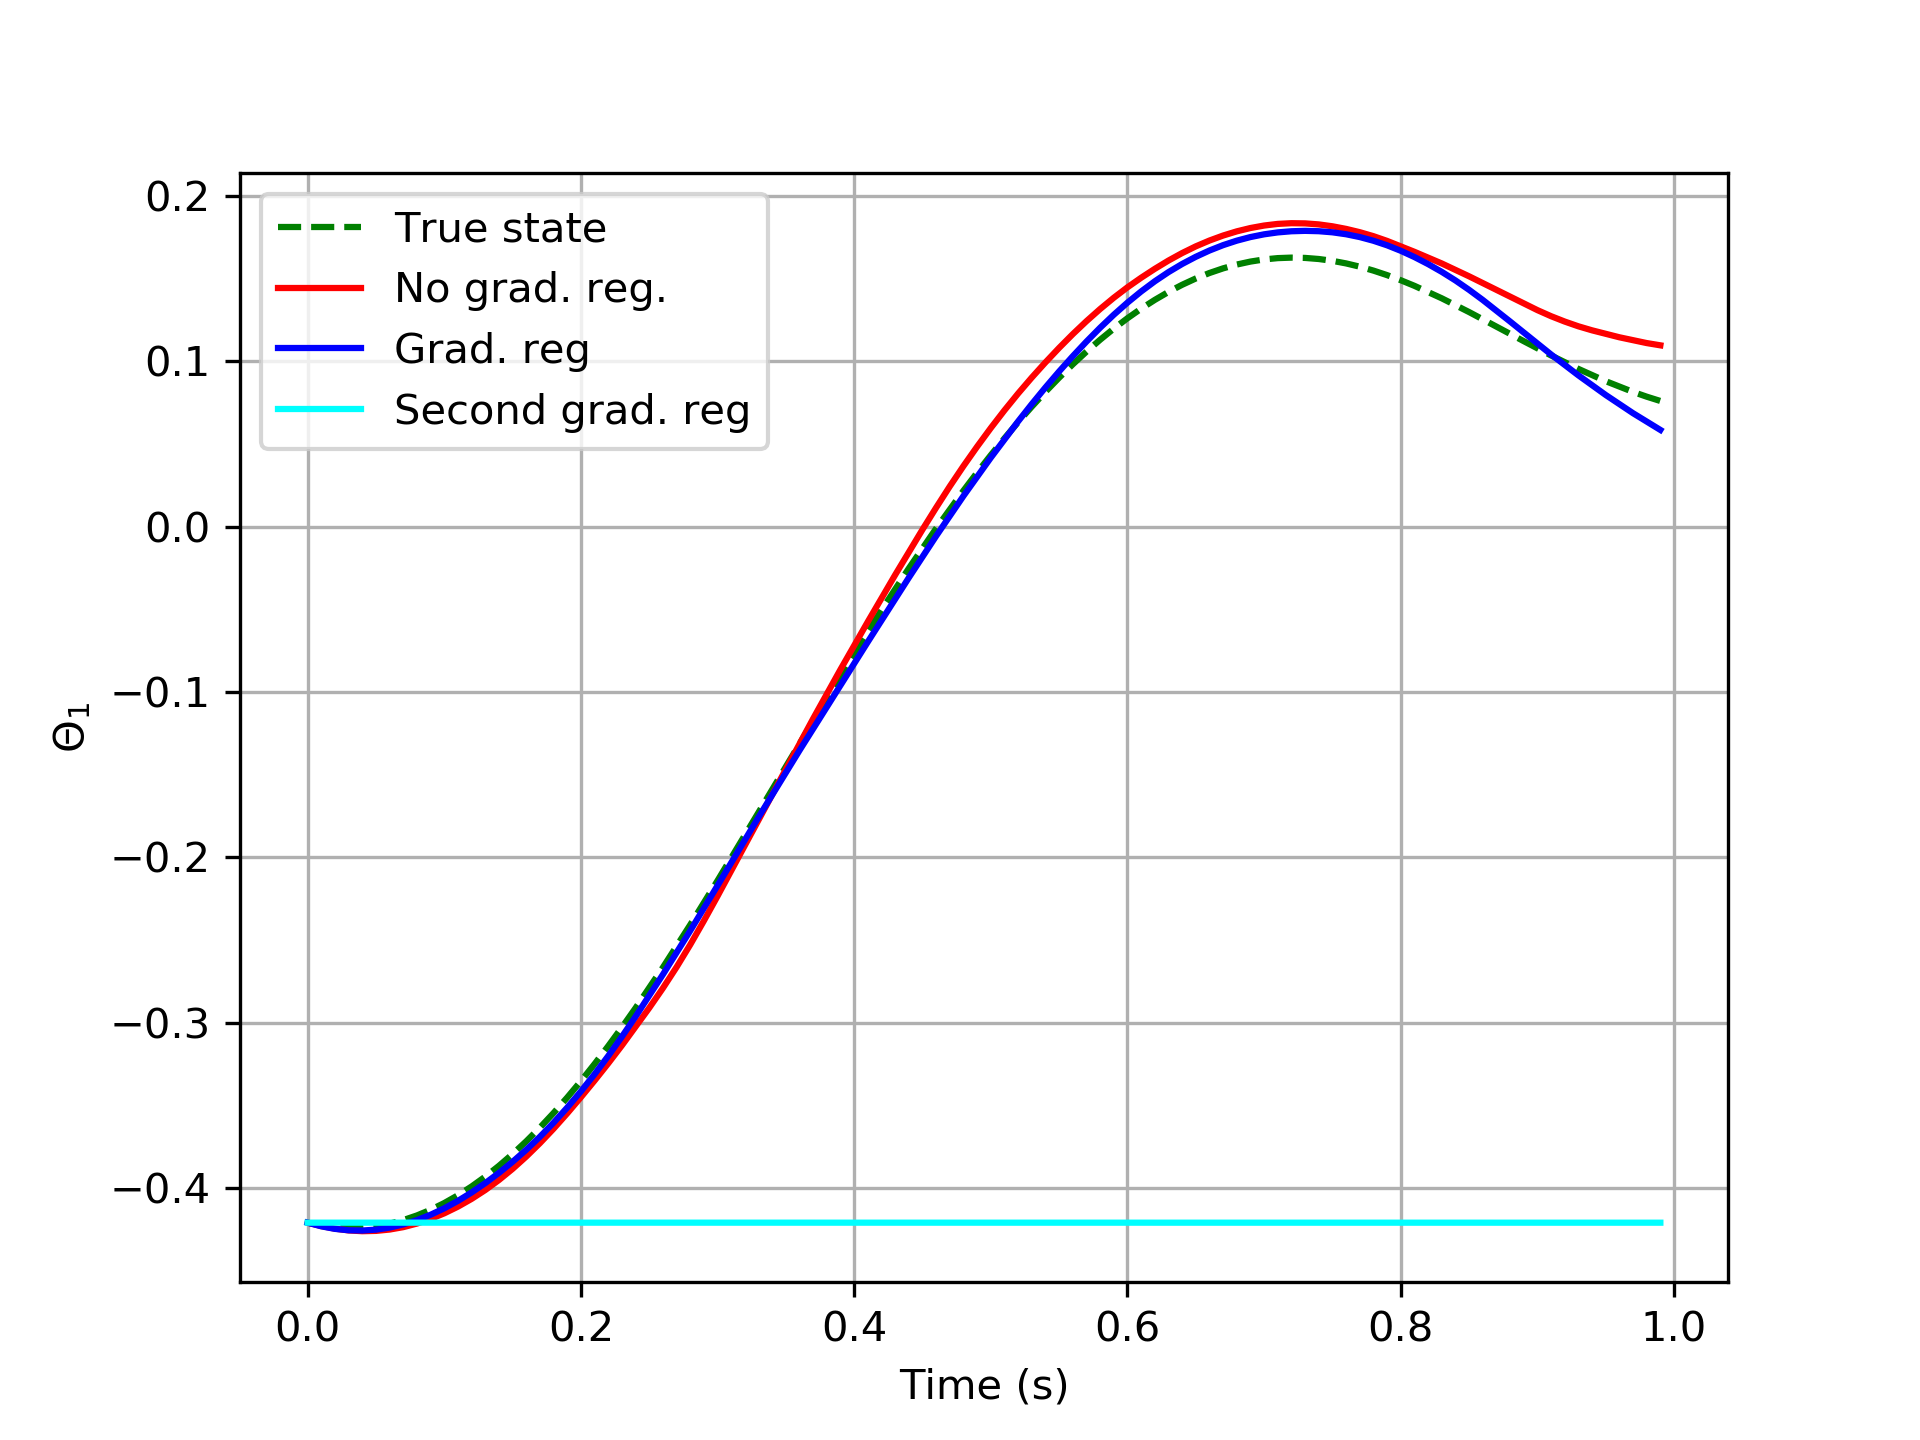 True state
No grad. reg.
Grad. reg
Second grad. reg
0.2
0.1
0.0
−0.1
−0.2
−0.3
−0.4
Θ₁
0.0 0.2 0.4 0.6 0.8 1.0
Time (s)